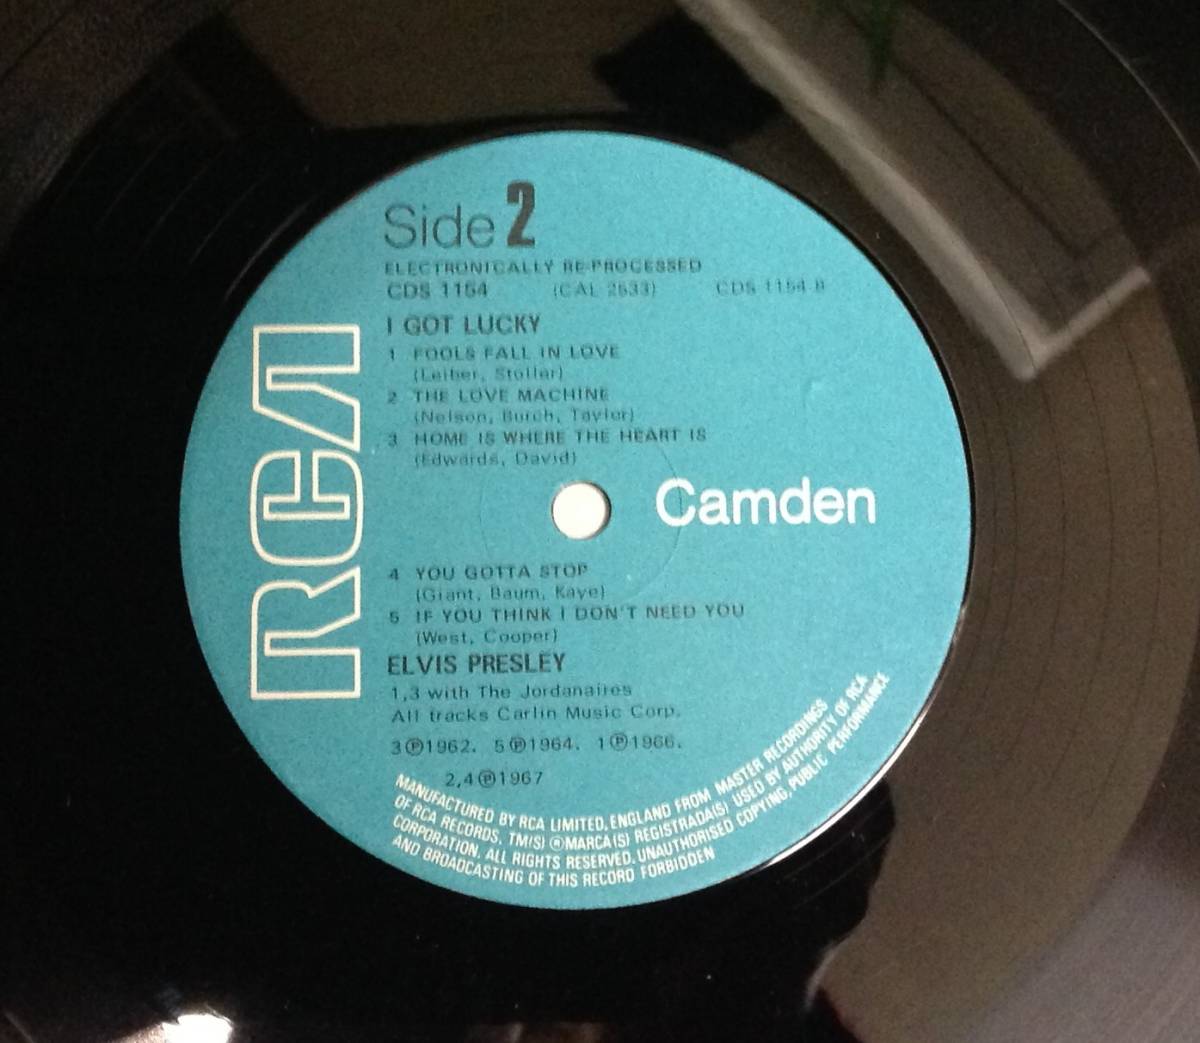 Side 2
ELECTRONICALLY RE-PROCESSED
CDS 1154 (CAL 2533) CDS 1154 B
I GOT LUCKY
1 FOOLS FALL IN LOVE
(Leiber, Stoller)
2 THE LOVE MACHINE
(Nelson, Burch, Taylor)
3 HOME IS WHERE THE HEART IS
(Edwards, David)
RCA
Camden
4 YOU GOTTA STOP
(Giant, Baum, Kaye)
5 IF YOU THINK I DON'T NEED YOU
(West, Cooper)
ELVIS PRESLEY
1,3 with The Jordanaires
All tracks Carlin Music Corp.
3℗1962. 5℗1964. 1℗1966.
2,4℗1967
MANUFACTURED BY RCA LIMITED, ENGLAND FROM MASTER RECORDINGS
OF RCA RECORDS. TM(S) ®MARCA(S) REGISTRADA(S) USED BY AUTHORITY OF RCA
CORPORATION. ALL RIGHTS RESERVED. UNAUTHORISED COPYING, PUBLIC PERFORMANCE
AND BROADCASTING OF THIS RECORD FORBIDDEN